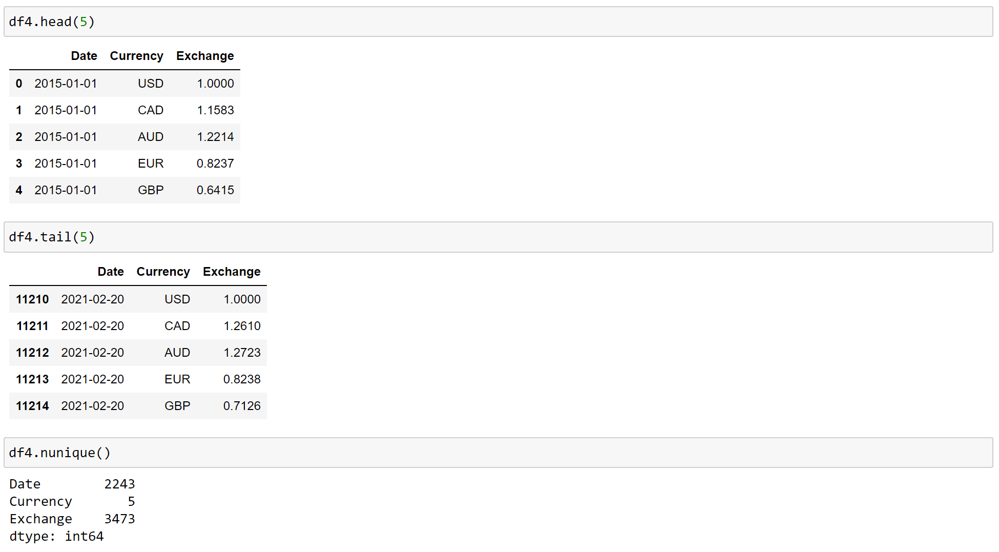 df4.head(5)
Date Currency Exchange
0 2015-01-01 USD 1.0000
1 2015-01-01 CAD 1.1583
2 2015-01-01 AUD 1.2214
3 2015-01-01 EUR 0.8237
4 2015-01-01 GBP 0.6415
df4.tail(5)
Date Currency Exchange
11210 2021-02-20 USD 1.0000
11211 2021-02-20 CAD 1.2610
11212 2021-02-20 AUD 1.2723
11213 2021-02-20 EUR 0.8238
11214 2021-02-20 GBP 0.7126
df4.nunique()
Date 2243
Currency 5
Exchange 3473
dtype: int64